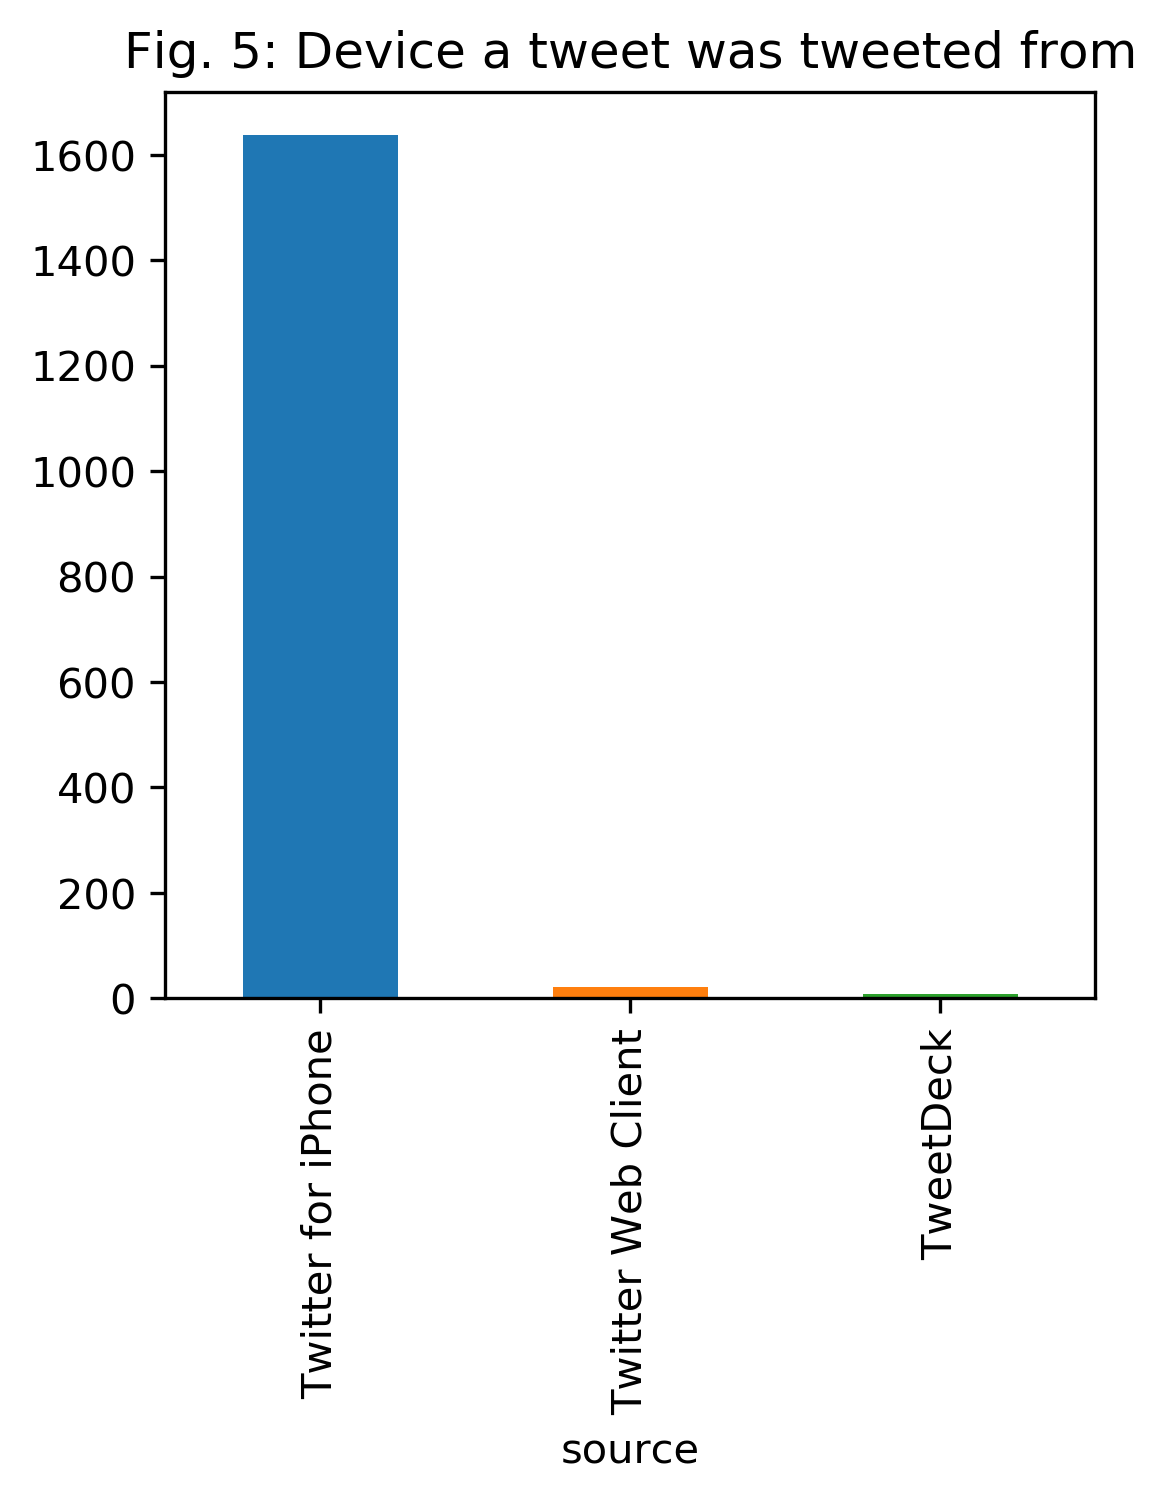 Fig. 5: Device a tweet was tweeted from
1600
1400
1200
1000
800
600
400
200
0
Twitter for iPhone
Twitter Web Client
TweetDeck
source